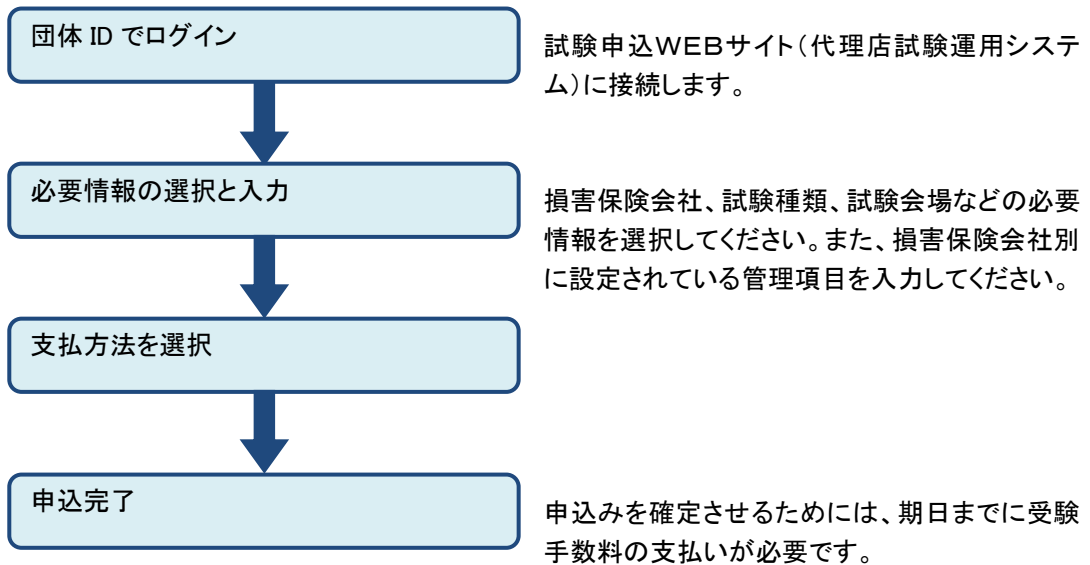 団体 ID でログイン
試験申込WEBサイト(代理店試験運用システ
ム)に接続します。
必要情報の選択と入力
損害保険会社、試験種類、試験会場などの必要
情報を選択してください。また、損害保険会社別
に設定されている管理項目を入力してください。
支払方法を選択
申込完了
申込みを確定させるためには、期日までに受験
手数料の支払いが必要です。